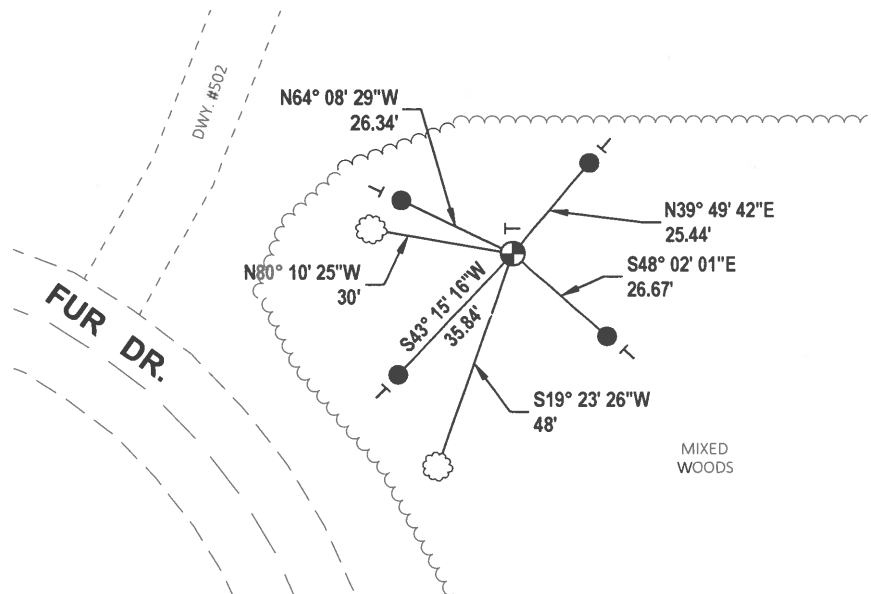 DWY. #502
N64° 08' 29"W
26.34'
T
T
T
N39° 49' 42"E
25.44'
N80° 10' 25"W
30'
S43° 15' 16"W
35.84'
S48° 02' 01"E
26.67'
T
T
FUR DR.
S19° 23' 26"W
48'
MIXED
WOODS